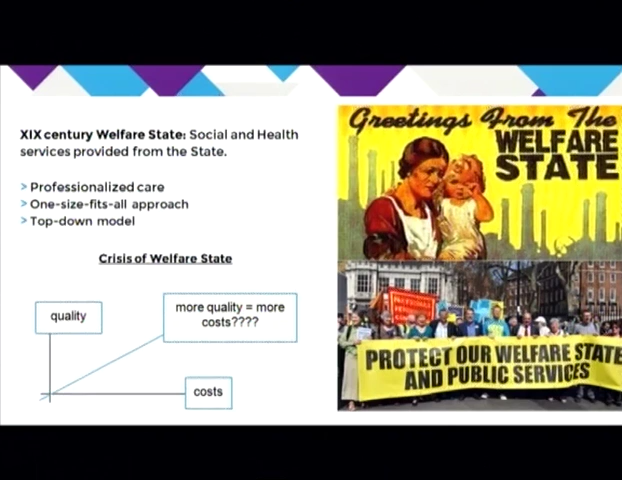 XIX century Welfare State: Social and Health
services provided from the State.
> Professionalized care
> One-size-fits-all approach
> Top-down model
Crisis of Welfare State
quality
more quality = more
costs????
costs
Greetings From The
WELFARE
STATE
PROTECT OUR WELFARE STATE
AND PUBLIC SERVICES